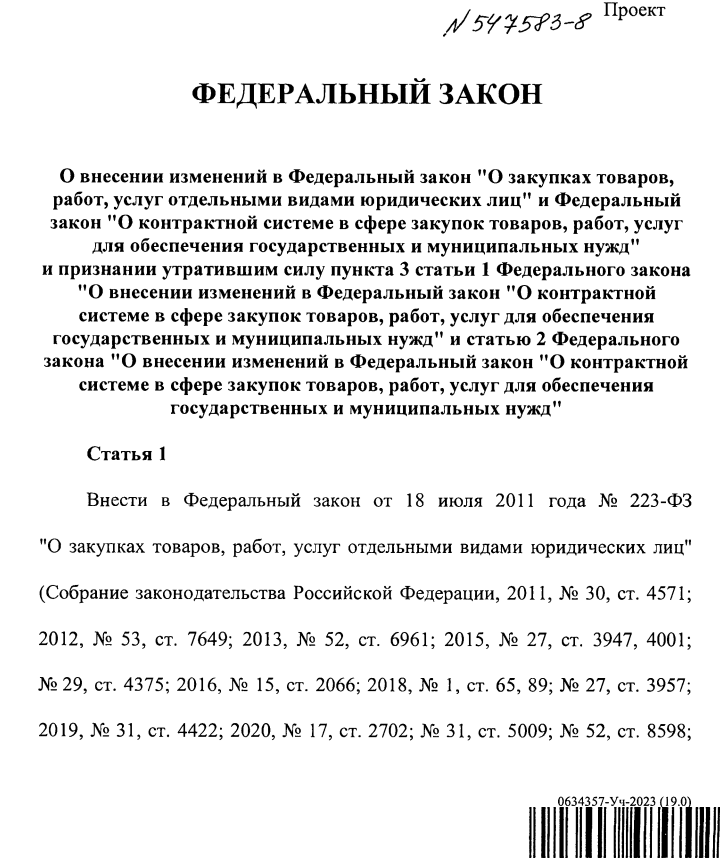 N 547583-8 Проект
ФЕДЕРАЛЬНЫЙ ЗАКОН
О внесении изменений в Федеральный закон "О закупках товаров,
работ, услуг отдельными видами юридических лиц" и Федеральный
закон "О контрактной системе в сфере закупок товаров, работ, услуг
для обеспечения государственных и муниципальных нужд"
и признании утратившим силу пункта 3 статьи 1 Федерального закона
"О внесении изменений в Федеральный закон "О контрактной
системе в сфере закупок товаров, работ, услуг для обеспечения
государственных и муниципальных нужд" и статью 2 Федерального
закона "О внесении изменений в Федеральный закон "О контрактной
системе в сфере закупок товаров, работ, услуг для обеспечения
государственных и муниципальных нужд"
Статья 1
Внести в Федеральный закон от 18 июля 2011 года № 223-ФЗ
"О закупках товаров, работ, услуг отдельными видами юридических лиц"
(Собрание законодательства Российской Федерации, 2011, № 30, ст. 4571;
2012, № 53, ст. 7649; 2013, № 52, ст. 6961; 2015, № 27, ст. 3947, 4001;
№ 29, ст. 4375; 2016, № 15, ст. 2066; 2018, № 1, ст. 65, 89; № 27, ст. 3957;
2019, № 31, ст. 4422; 2020, № 17, ст. 2702; № 31, ст. 5009; № 52, ст. 8598;
0634357-Уч-2023 (19.0)